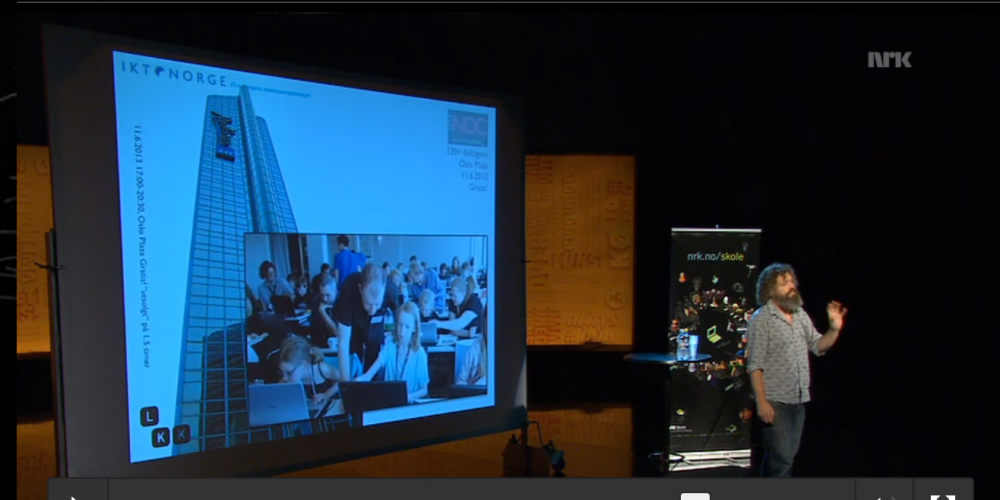 nrk
IKT NORGE
NDC
120+ deltagere
Oslo Plaza
11.6.2013
Gratis!
11.6.2013 17:00-20:30, Oslo Plaza Gratis! "utsolgt" på 1.5 timer
nrk.no/skole
L
K K